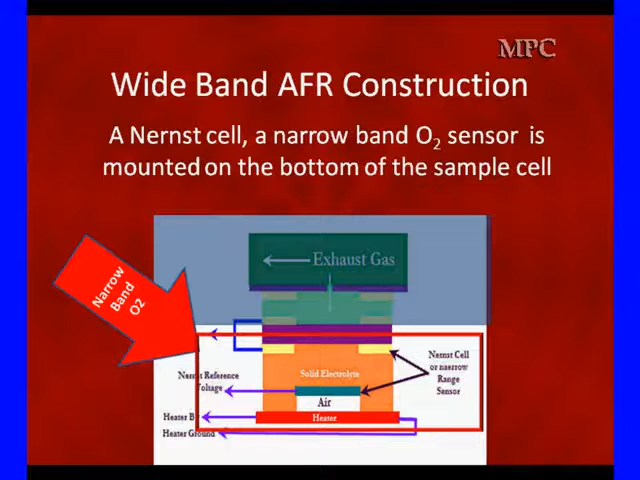 MPC
Wide Band AFR Construction
A Nernst cell, a narrow band O2 sensor is
mounted on the bottom of the sample cell
Exhaust Gas
Narrow
Band
O2
Solid Electrolyte
Nernst Cell
or narrow
Range
Sensor
Nernst Reference
Voltage
Air
Heater
Heater
Heater Ground